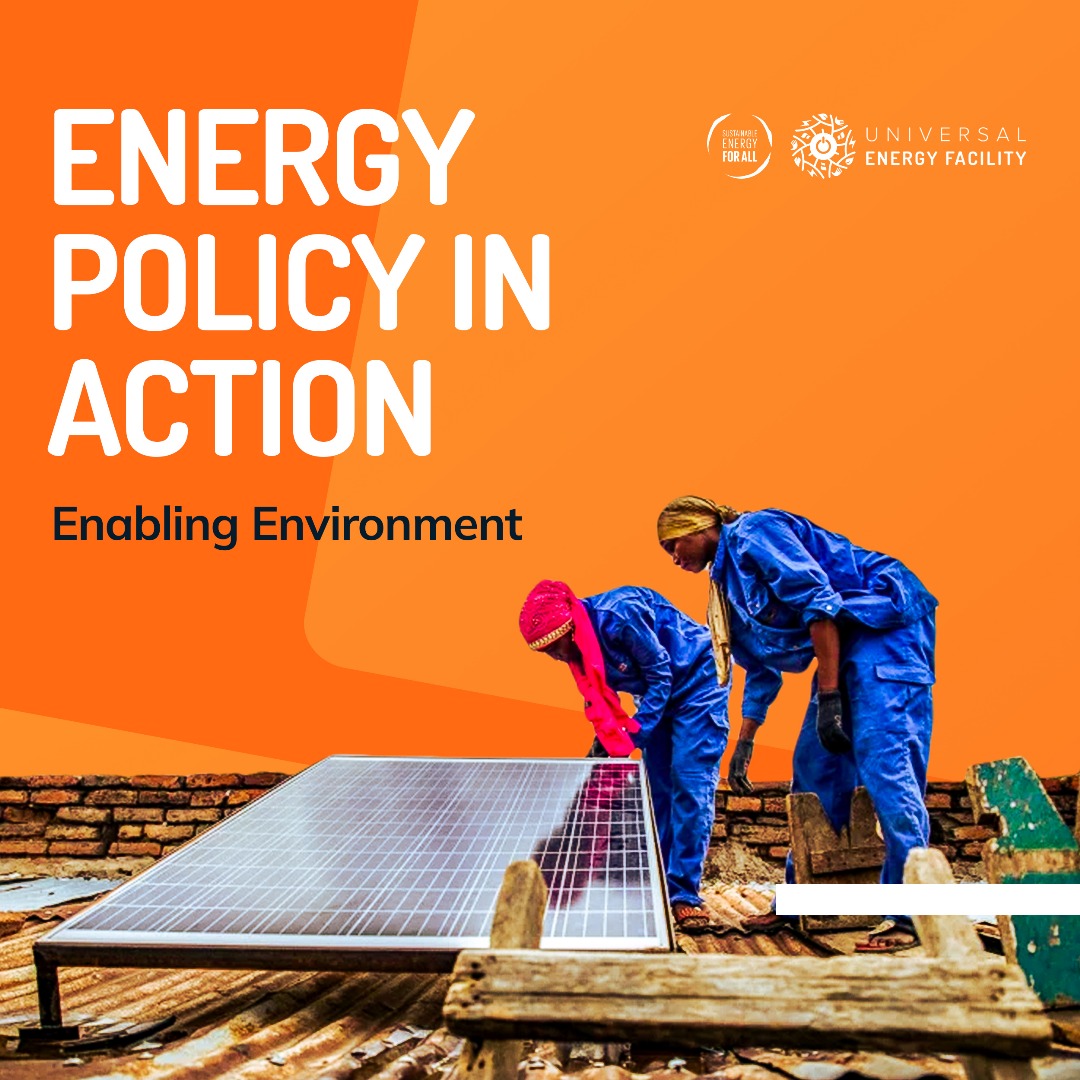 ENERGY
POLICY IN
ACTION
Enabling Environment
SUSTAINABLE
ENERGY
FOR ALL
UNIVERSAL
ENERGY FACILITY